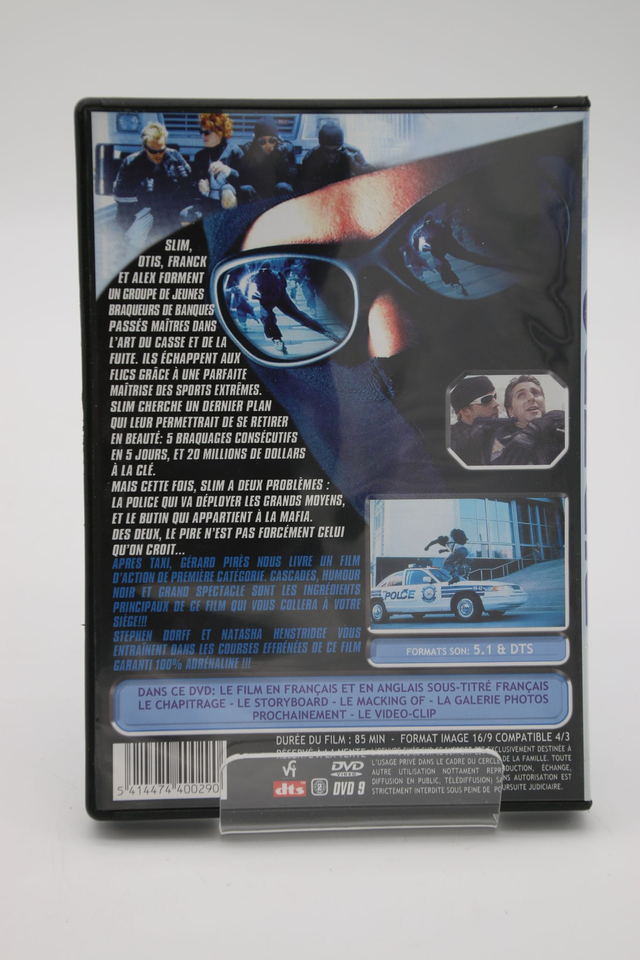 SLIM,
OTIS, FRANCK
ET ALEX FORMENT
UN GROUPE DE JEUNES
BRAQUEURS DE BANQUES
PASSÉS MAÎTRES DANS
L'ART DU CASSE ET DE LA
FUITE. ILS ÉCHAPPENT AUX
FLICS GRÂCE À UNE PARFAITE
MAÎTRISE DES SPORTS EXTRÊMES.
SLIM CHERCHE UN DERNIER PLAN
QUI LEUR PERMETTRAIT DE SE RETIRER
EN BEAUTÉ: 5 BRAQUAGES CONSÉCUTIFS
EN 5 JOURS, ET 20 MILLIONS DE DOLLARS
À LA CLÉ.
MAIS CETTE FOIS, SLIM A DEUX PROBLÈMES :
LA POLICE QUI VA DÉPLOYER LES GRANDS MOYENS,
ET LE BUTIN QUI APPARTIENT À LA MAFIA.
DES DEUX, LE PIRE N'EST PAS FORCÉMENT CELUI
QU'ON CROIT...
APRES TAXI, GÉRARD PIRÈS NOUS LIVRE UN FILM
D'ACTION DE PREMIÈRE CATÉGORIE. CASCADES, HUMOUR
NOIR ET GRAND SPECTACLE SONT LES INGRÉDIENTS
PRINCIPAUX DE CE FILM QUI VOUS COLLERA À VOTRE
SIÈGE!!!
STEPHEN DORFF ET NATASHA HENSTRIDGE VOUS
ENTRAÎNENT DANS LES COURSES EFFRÉNÉES DE CE FILM
GARANTI 100% ADRÉNALINE !!!
POLICE
FORMATS SON: 5.1 & DTS
DANS CE DVD: LE FILM EN FRANÇAIS ET EN ANGLAIS SOUS-TITRÉ FRANÇAIS
LE CHAPITRAGE - LE STORYBOARD - LE MACKING OF - LA GALERIE PHOTOS
PROCHAINEMENT - LE VIDEO-CLIP
DURÉE DU FILM : 85 MIN - FORMAT IMAGE 16/9 COMPATIBLE 4/3
RÉSERVÉ À LA VENTE EXCLUSIVEMENT DESTINÉE À
L'USAGE PRIVÉ DANS LE CADRE DU CERCLE DE LA FAMILLE. TOUTE
AUTRE UTILISATION NOTAMMENT REPRODUCTION, ÉCHANGE,
DIFFUSION EN PUBLIC, TÉLÉDIFFUSION, SANS AUTORISATION EST
STRICTEMENT INTERDITE SOUS PEINE DE POURSUITE JUDICIAIRE.
DVD
VIDEO
dts 2 DVD 9
5 414474 400290